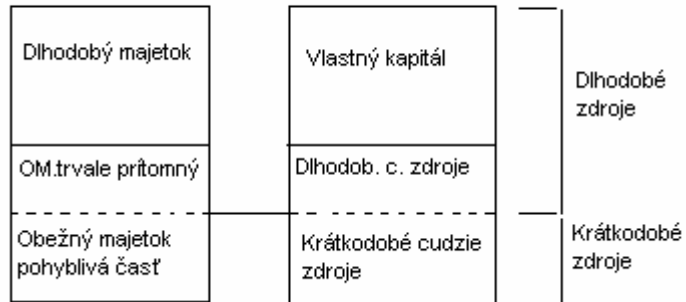 Dlhodobý majetok
OM.trvale prítomný
Obežný majetok
pohyblivá časť
Vlastný kapitál
Dlhodob. c. zdroje
Krátkodobé cudzie
zdroje
Dlhodobé
zdroje
Krátkodobé
zdroje